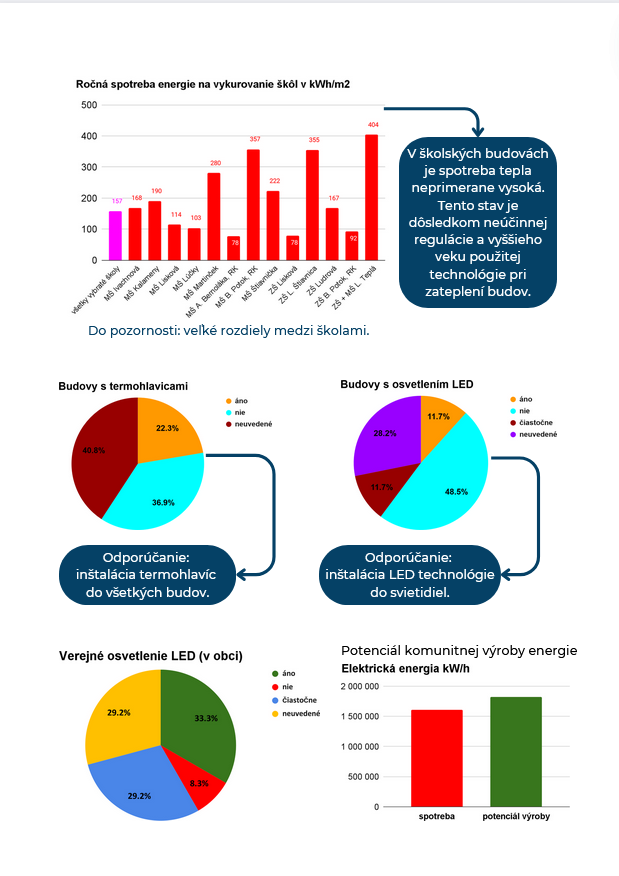 Ročná spotreba energie na vykurovanie škôl v kWh/m2
500
400
300
200
100
0
157
168
190
114
103
280
78
357
222
78
355
167
92
404
všetky vybraté školy
MŠ Ivachnová
MŠ Kalameny
MŠ Lisková
MŠ Lúčky
MŠ Martinček
MŠ A. Bernoláka, RK
MŠ B. Potok, RK
MŠ Štiavnička
ZŠ Lisková
ZŠ L. Štiavnica
ZŠ Ludrová
ZŠ B. Potok, RK
ZŠ + MŠ L. Teplá
V školských budovách
je spotreba tepla
neprimerane vysoká.
Tento stav je
dôsledkom neúčinnej
regulácie a vyššieho
veku použitej
technológie pri
zateplení budov.
Do pozornosti: veľké rozdiely medzi školami.
Budovy s termohlavicami
áno
nie
neuvedené
22.3%
36.9%
40.8%
Budovy s osvetlením LED
áno
nie
čiastočne
neuvedené
11.7%
48.5%
11.7%
28.2%
Odporúčanie:
inštalácia termohlavíc
do všetkých budov.
Odporúčanie:
inštalácia LED technológie
do svietidiel.
Verejné osvetlenie LED (v obci)
áno
nie
čiastočne
neuvedené
33.3%
8.3%
29.2%
29.2%
Potenciál komunitnej výroby energie
Elektrická energia kW/h
2 000 000
1 500 000
1 000 000
500 000
0
spotreba
potenciál výroby